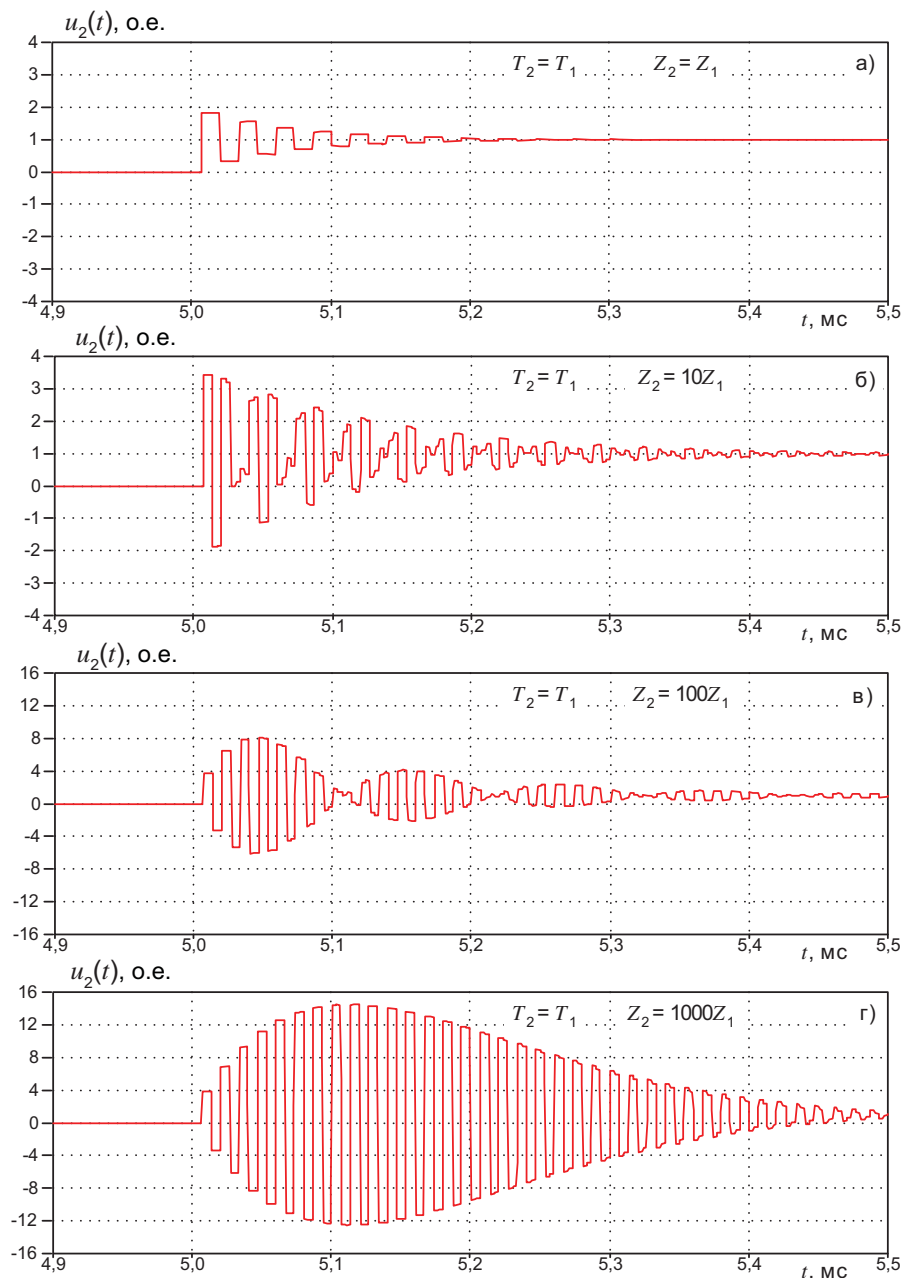 u₂(t), о.е.
4
T₂ = T₁ Z₂ = Z₁ а)
3
2
1
0
-1
-2
-3
-4
4,9 5,0 5,1 5,2 5,3 5,4 5,5
t, мс
u₂(t), о.е.
4
T₂ = T₁ Z₂ = 10Z₁ б)
3
2
1
0
-1
-2
-3
-4
4,9 5,0 5,1 5,2 5,3 5,4 5,5
t, мс
u₂(t), о.е.
16
T₂ = T₁ Z₂ = 100Z₁ в)
12
8
4
0
-4
-8
-12
-16
4,9 5,0 5,1 5,2 5,3 5,4 5,5
t, мс
u₂(t), о.е.
16
T₂ = T₁ Z₂ = 1000Z₁ г)
12
8
4
0
-4
-8
-12
-16
4,9 5,0 5,1 5,2 5,3 5,4 5,5
t, мс